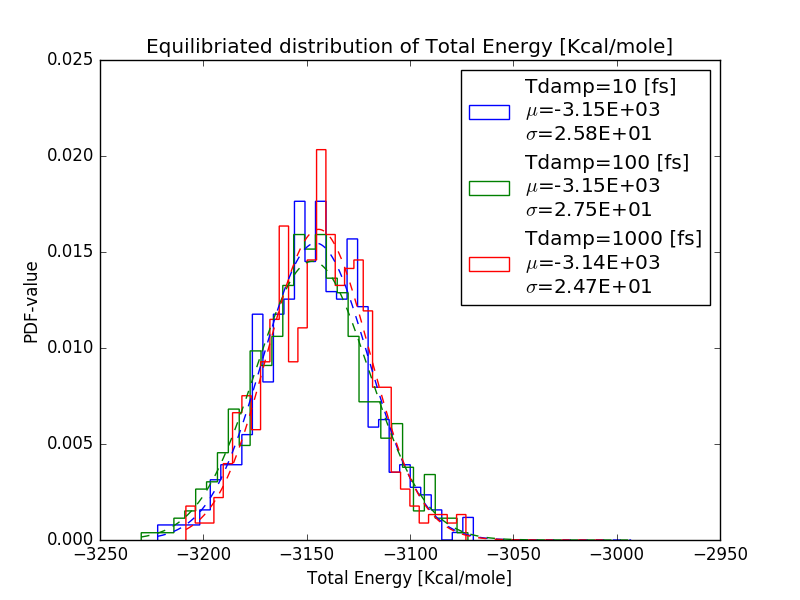 Equilibriated distribution of Total Energy [Kcal/mole]
0.025
0.020
0.015
0.010
0.005
0.000
PDF-value
Tdamp=10 [fs]
μ=-3.15E+03
σ=2.58E+01
Tdamp=100 [fs]
μ=-3.15E+03
σ=2.75E+01
Tdamp=1000 [fs]
μ=-3.14E+03
σ=2.47E+01
−3250 −3200 −3150 −3100 −3050 −3000 −2950
Total Energy [Kcal/mole]